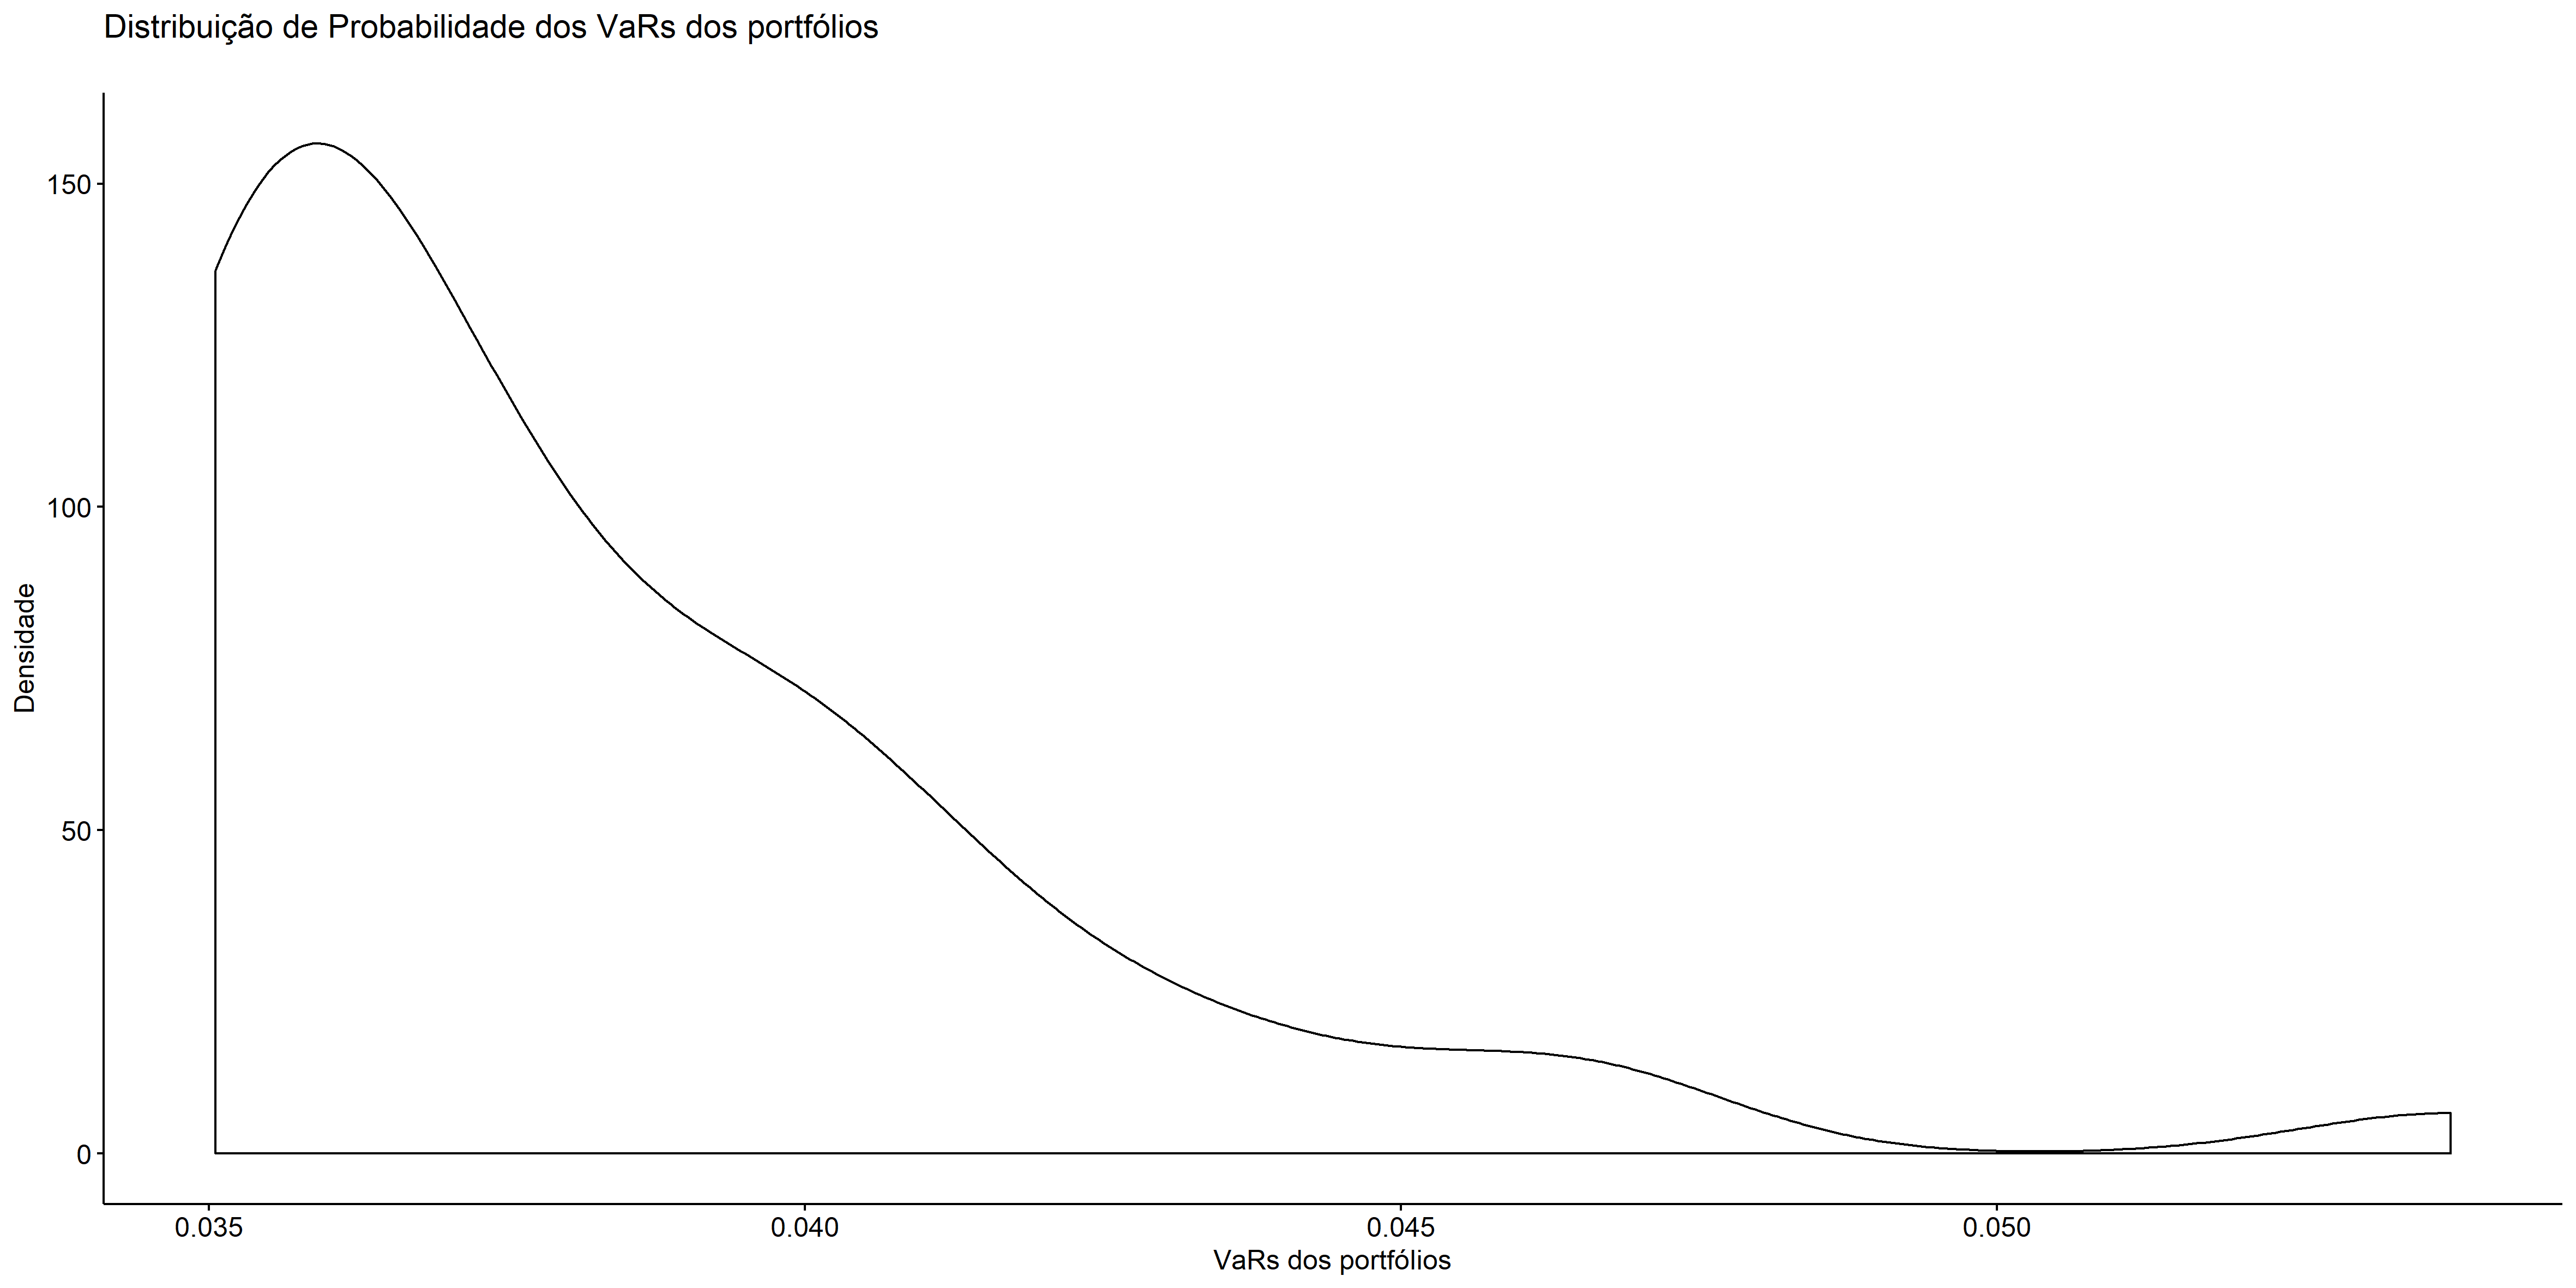 Distribuição de Probabilidade dos VaRs dos portfólios
150
100
50
0
Densidade
0.035 0.040 0.045 0.050
VaRs dos portfólios